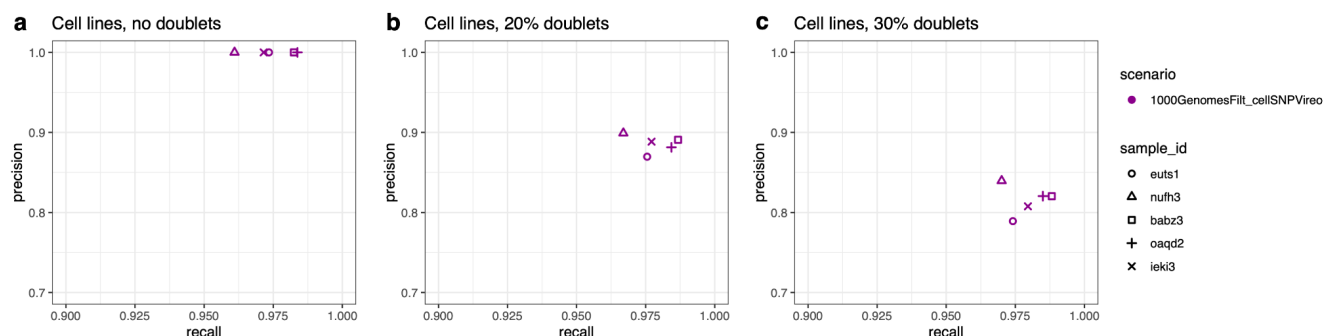 a Cell lines, no doublets
precision
1.0
0.9
0.8
0.7
0.900 0.925 0.950 0.975 1.000
recall
b Cell lines, 20% doublets
precision
1.0
0.9
0.8
0.7
0.900 0.925 0.950 0.975 1.000
recall
c Cell lines, 30% doublets
precision
1.0
0.9
0.8
0.7
0.900 0.925 0.950 0.975 1.000
recall
scenario
1000GenomesFilt_cellSNPVireo
sample_id
euts1
nufh3
babz3
oaqd2
ieki3